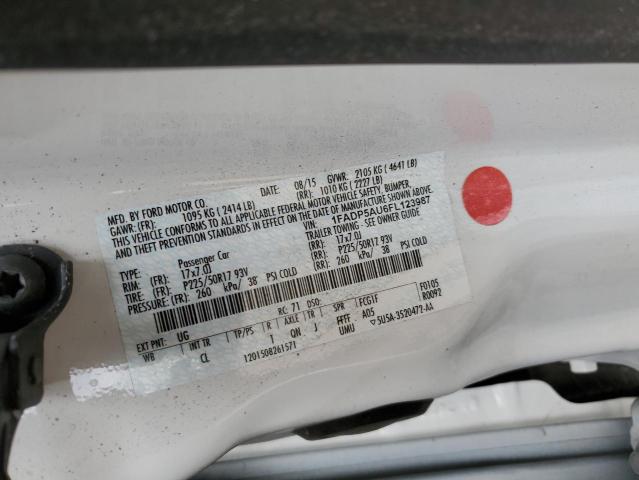 MFD. BY FORD MOTOR CO.
DATE: 08/15 GVWR: 2105 KG ( 4641 LB)
GAWR: (FR): 1095 KG ( 2414 LB) (RR): 1010 KG ( 2227 LB)
THIS VEHICLE CONFORMS TO ALL APPLICABLE FEDERAL MOTOR VEHICLE SAFETY, BUMPER,
AND THEFT PREVENTION STANDARDS IN EFFECT ON THE DATE OF MANUFACTURE SHOWN ABOVE.
VIN: 1FADP5AU6FL123987
TYPE: Passenger Car TRAILER TOWING - SEE OWNER GUIDE
RIM: (FR): 17x7.0J (RR): 17x7.0J
TIRE: (FR): P225/50R17 93V (RR): P225/50R17 93V
PRESSURE: (FR): 260 kPa/ 38 PSI COLD (RR): 260 kPa/ 38 PSI COLD
EXT PNT: UG RC: 71 DSO: FCG1F F0105
WB INT TR TP/PS R AXLE TR SPR FFFF A05 R0092
CL T QN J UMU 5U5A-3520472-AA
1201508261571